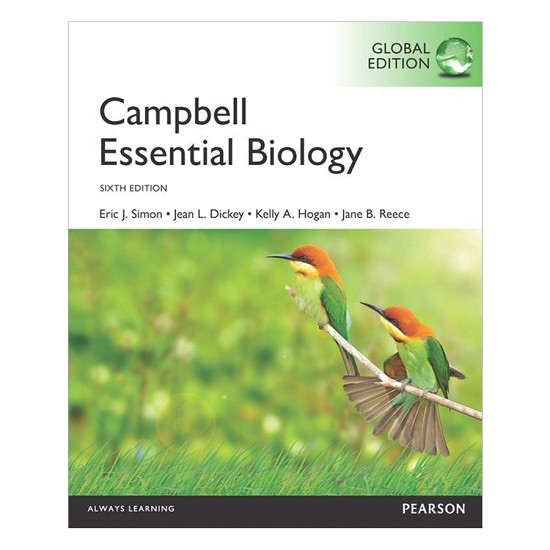 GLOBAL
EDITION
Campbell
Essential Biology
SIXTH EDITION
Eric J. Simon • Jean L. Dickey • Kelly A. Hogan • Jane B. Reece
ALWAYS LEARNING
PEARSON